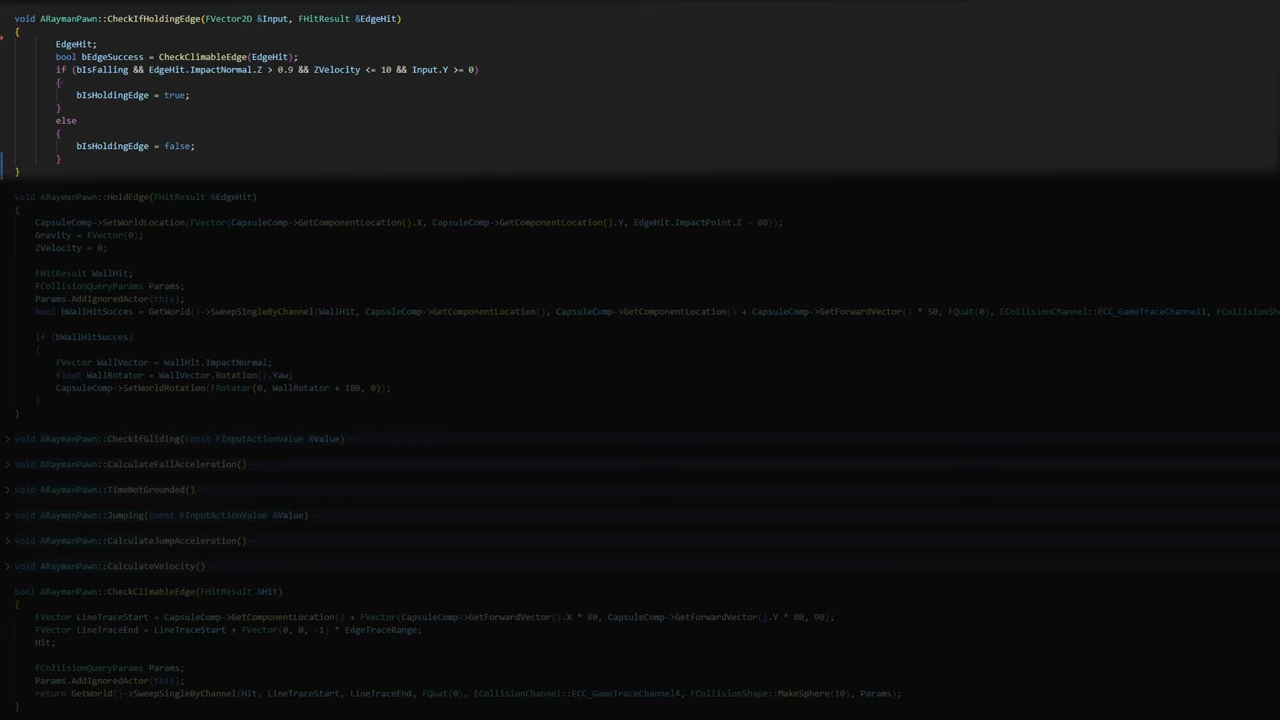 void ARaymanPawn::CheckIfHoldingEdge(FVector2D &Input, FHitResult &EdgeHit)
{
EdgeHit;
bool bEdgeSuccess = CheckClimableEdge(EdgeHit);
if (bIsFalling && EdgeHit.ImpactNormal.Z > 0.9 && ZVelocity <= 10 && Input.Y >= 0)
{
bIsHoldingEdge = true;
}
else
{
bIsHoldingEdge = false;
}
}
void ARaymanPawn::HoldEdge(FHitResult &EdgeHit)
{
CapsuleComp->SetWorldLocation(FVector(CapsuleComp->GetComponentLocation().X, CapsuleComp->GetComponentLocation().Y, EdgeHit.ImpactPoint.Z - 80));
Gravity = FVector(0);
ZVelocity = 0;
FHitResult WallHit;
FCollisionQueryParams Params;
Params.AddIgnoredActor(this);
bool bWallHitSucces = GetWorld()->SweepSingleByChannel(WallHit, CapsuleComp->GetComponentLocation(), CapsuleComp->GetComponentLocation() + CapsuleComp->GetForwardVector() * 50, FQuat(0), ECollisionChannel::ECC_GameTraceChannel1, FCollisionSha
if (bWallHitSucces)
{
FVector WallVector = WallHit.ImpactNormal;
float WallRotator = WallVector.Rotation().Yaw;
CapsuleComp->SetWorldRotation(FRotator(0, WallRotator + 180, 0));
}
}
> void ARaymanPawn::CheckIfGliding(const FInputActionValue &Value) ...
> void ARaymanPawn::CalculateFallAcceleration() ...
> void ARaymanPawn::TimeNotGrounded() ...
> void ARaymanPawn::Jumping(const FInputActionValue &Value) ...
> void ARaymanPawn::CalculateJumpAcceleration() ...
> void ARaymanPawn::CalculateVelocity() ...
bool ARaymanPawn::CheckClimableEdge(FHitResult &Hit)
{
FVector LineTraceStart = CapsuleComp->GetComponentLocation() + FVector(CapsuleComp->GetForwardVector().X * 80, CapsuleComp->GetForwardVector().Y * 80, 90);
FVector LineTraceEnd = LineTraceStart + FVector(0, 0, -1) * EdgeTraceRange;
Hit;
FCollisionQueryParams Params;
Params.AddIgnoredActor(this);
return GetWorld()->SweepSingleByChannel(Hit, LineTraceStart, LineTraceEnd, FQuat(0), ECollisionChannel::ECC_GameTraceChannel4, FCollisionShape::MakeSphere(10), Params);
}